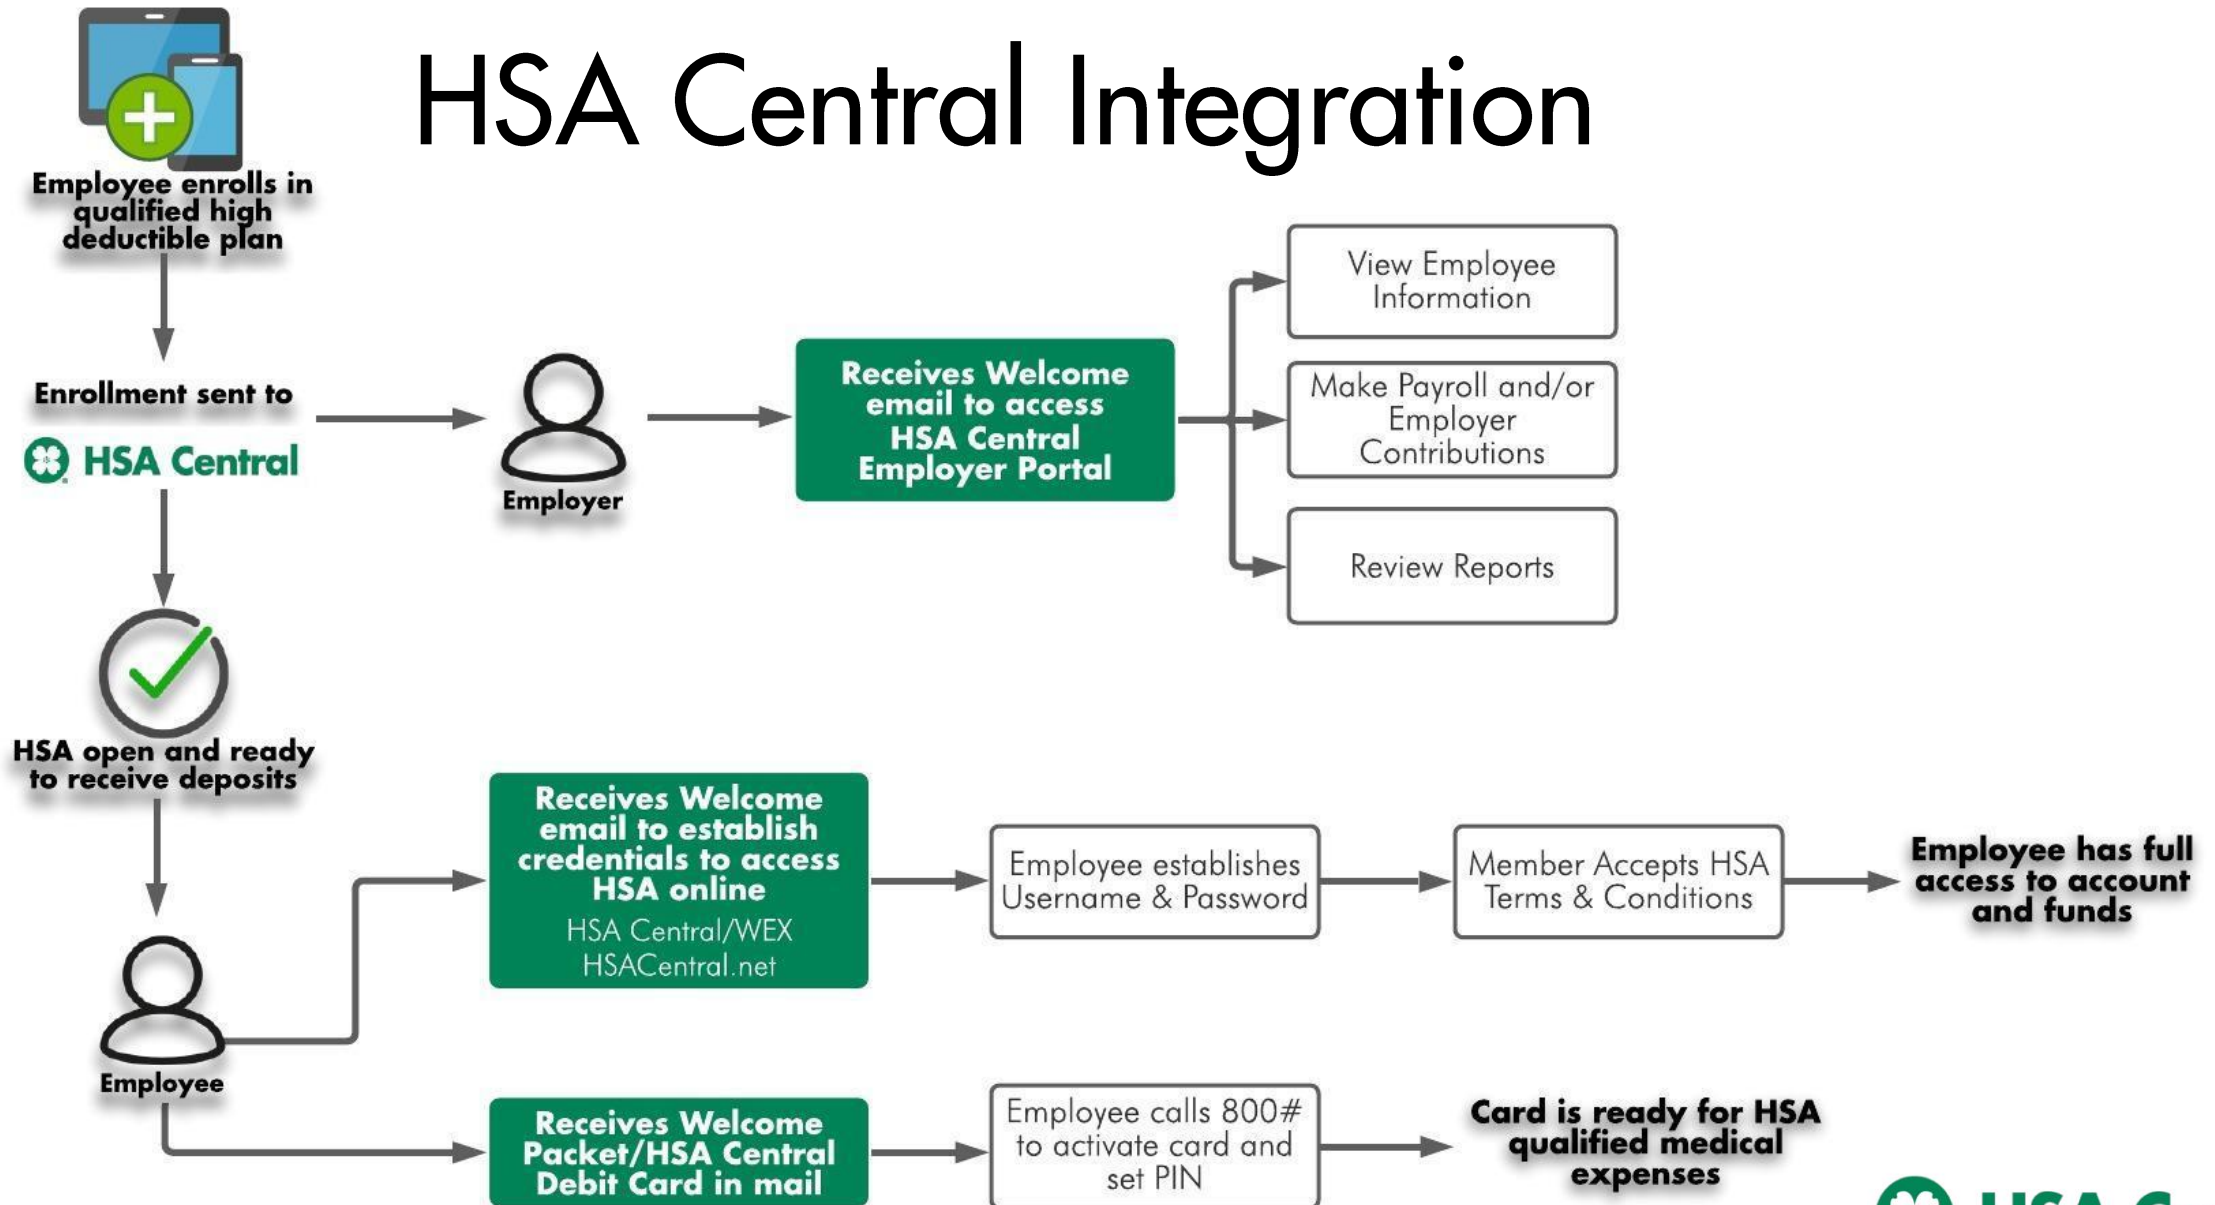 HSA Central Integration
Employee enrolls in
qualified high
deductible plan
Enrollment sent to
HSA Central
Employer
Receives Welcome
email to access
HSA Central
Employer Portal
View Employee
Information
Make Payroll and/or
Employer
Contributions
Review Reports
HSA open and ready
to receive deposits
Employee
Receives Welcome
email to establish
credentials to access
HSA online
HSA Central/WEX
HSACentral.net
Employee establishes
Username & Password
Member Accepts HSA
Terms & Conditions
Employee has full
access to account
and funds
Receives Welcome
Packet/HSA Central
Debit Card in mail
Employee calls 800#
to activate card and
set PIN
Card is ready for HSA
qualified medical
expenses
HSA C